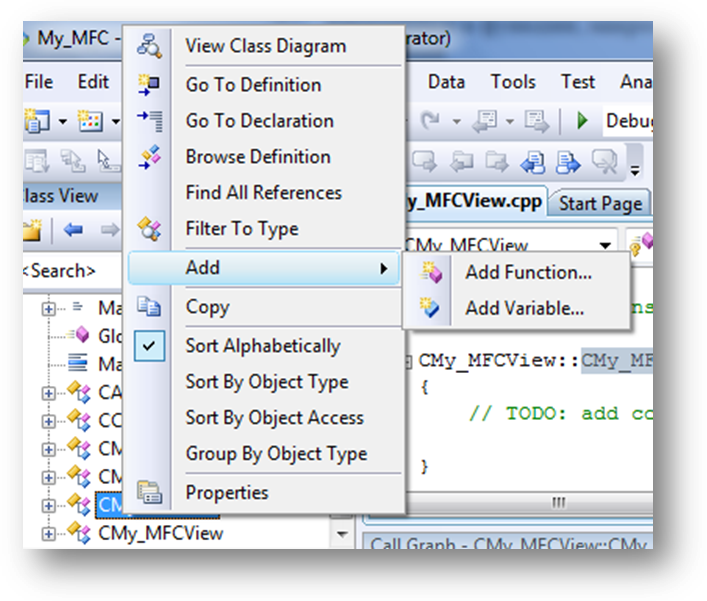 My_MFC - 
View Class Diagram
rator)
File Edit
Go To Definition
Data Tools Test Ana
Go To Declaration
Debug
Browse Definition
Find All References
lass View
y_MFCView.cpp Start Page
Filter To Type
CMy_MFCView
<Search>
Add
Add Function...
Add Variable...
Ma
Copy
ns
Glo
Sort Alphabetically
CMy_MFCView::CMy_MF
Ma
Sort By Object Type
{
CA
Sort By Object Access
// TODO: add co
CC
Group By Object Type
}
CM
CM
Properties
CM
CMy_MFCView
Call Graph - CMy_MFCView::CMy